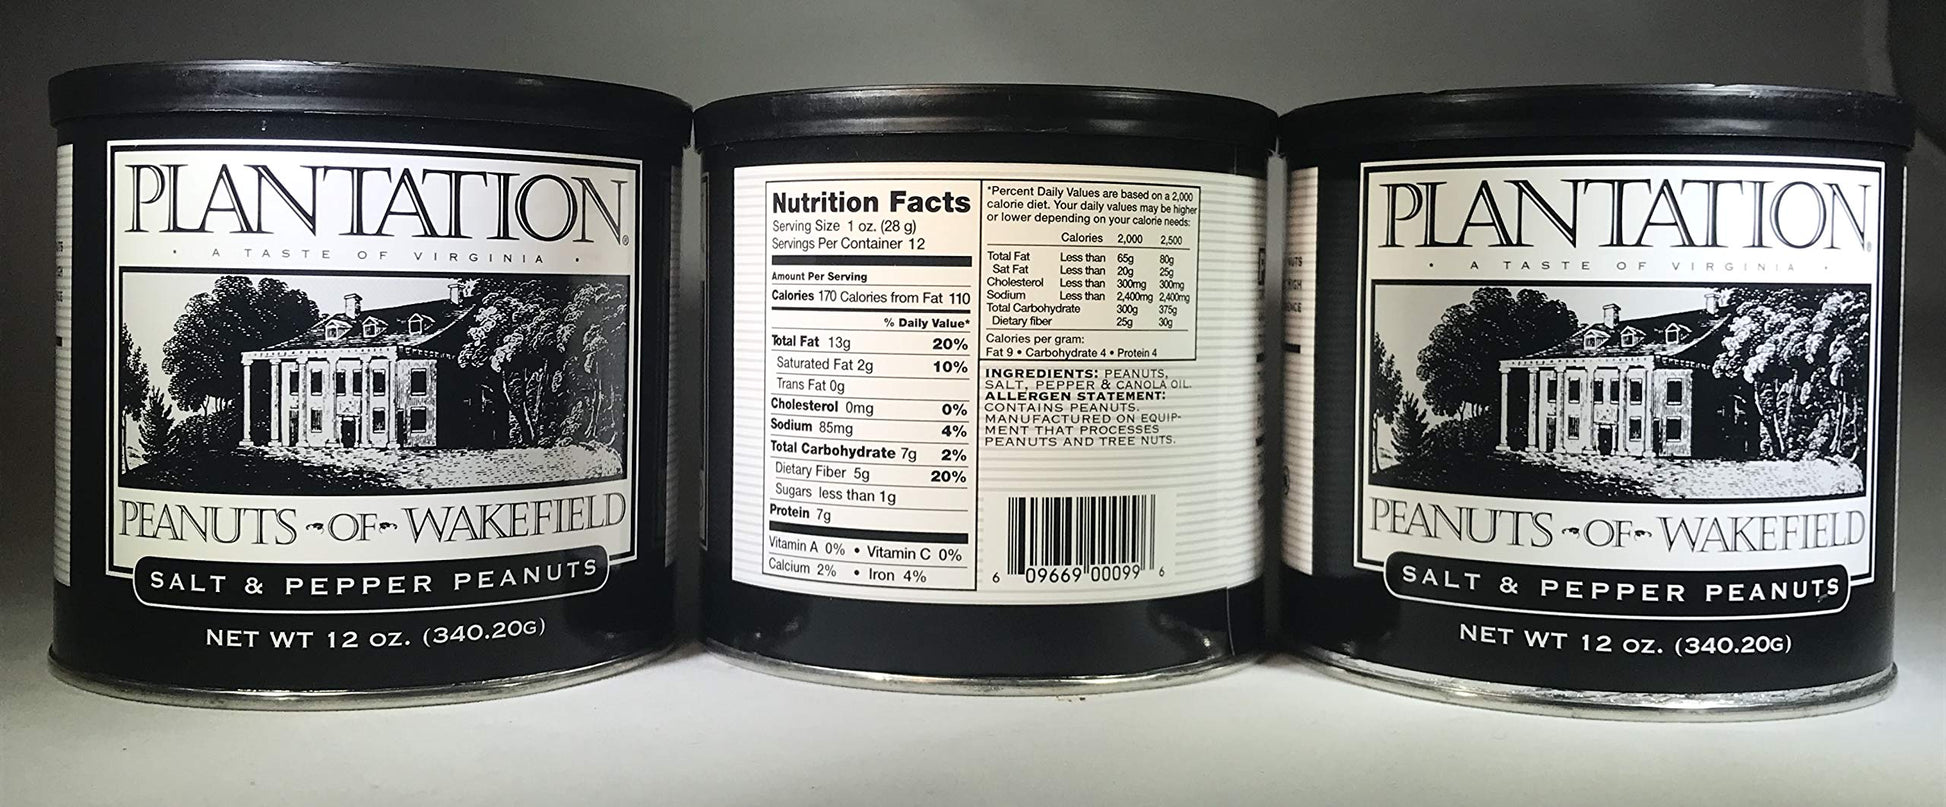 PLANTATION®
· A TASTE OF VIRGINIA ·
PEANUTS OF WAKEFIELD
SALT & PEPPER PEANUTS
NET WT 12 OZ. (340.20G)
Nutrition Facts
Serving Size 1 oz. (28 g)
Servings Per Container 12
Amount Per Serving
Calories 170 Calories from Fat 110
% Daily Value*
Total Fat 13g 20%
Saturated Fat 2g 10%
Trans Fat 0g
Cholesterol 0mg 0%
Sodium 85mg 4%
Total Carbohydrate 7g 2%
Dietary Fiber 5g 20%
Sugars less than 1g
Protein 7g
Vitamin A 0% • Vitamin C 0%
Calcium 2% • Iron 4%
*Percent Daily Values are based on a 2,000
calorie diet. Your daily values may be higher
or lower depending on your calorie needs:
Calories 2,000 2,500
Total Fat Less than 65g 80g
Sat Fat Less than 20g 25g
Cholesterol Less than 300mg 300mg
Sodium Less than 2,400mg 2,400mg
Total Carbohydrate 300g 375g
Dietary fiber 25g 30g
Calories per gram:
Fat 9 • Carbohydrate 4 • Protein 4
INGREDIENTS: PEANUTS,
SALT, PEPPER & CANOLA OIL.
ALLERGEN STATEMENT:
CONTAINS PEANUTS.
MANUFACTURED ON EQUIP-
MENT THAT PROCESSES
PEANUTS AND TREE NUTS.
6 09669 00099 6
PLANTATION®
· A TASTE OF VIRGINIA ·
PEANUTS OF WAKEFIELD
SALT & PEPPER PEANUTS
NET WT 12 OZ. (340.20G)